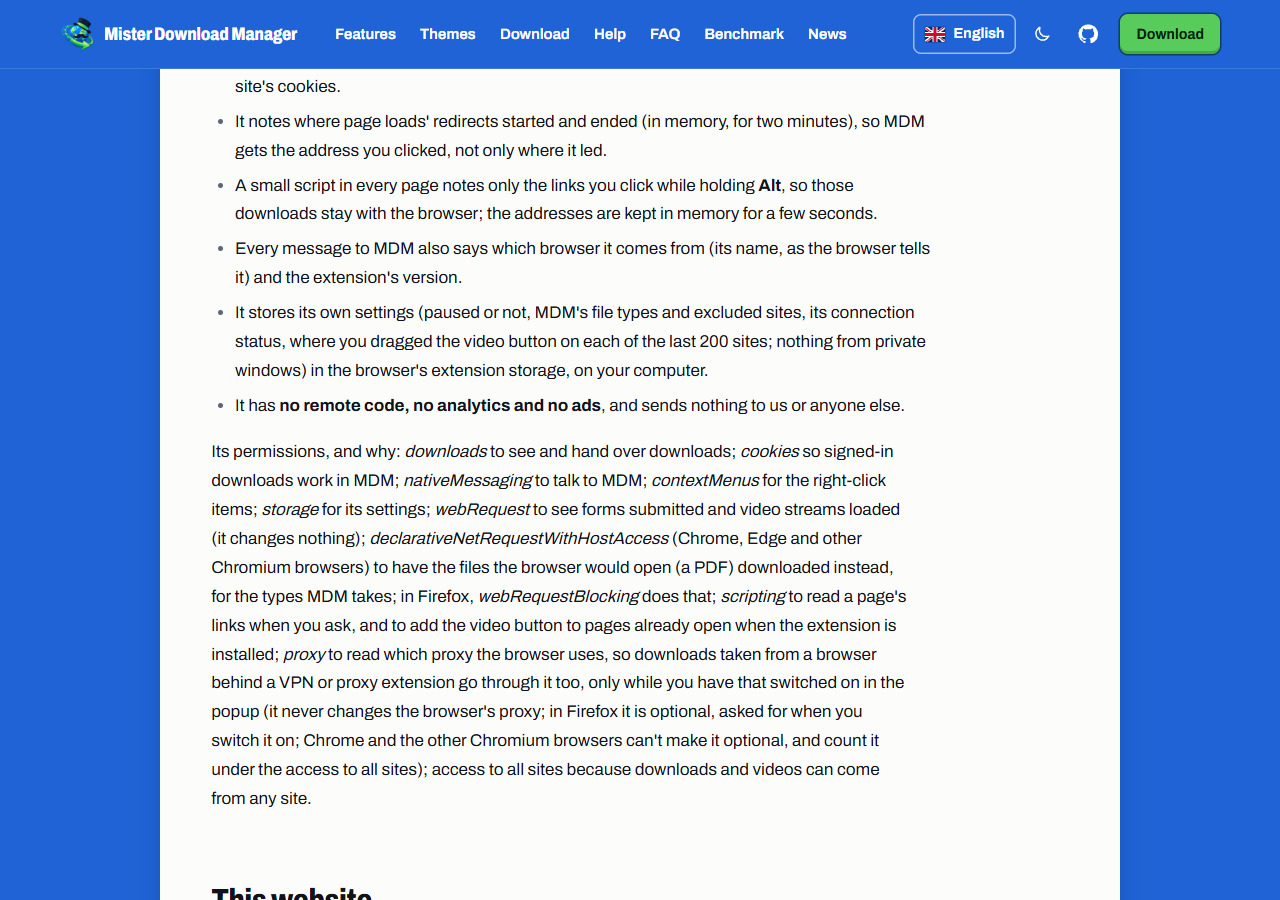 Mister Download Manager
Features
Themes
Download
Help
FAQ
Benchmark
News
English
Download
site's cookies.
It notes where page loads' redirects started and ended (in memory, for two minutes), so MDM
gets the address you clicked, not only where it led.
A small script in every page notes only the links you click while holding Alt, so those
downloads stay with the browser; the addresses are kept in memory for a few seconds.
Every message to MDM also says which browser it comes from (its name, as the browser tells
it) and the extension's version.
It stores its own settings (paused or not, MDM's file types and excluded sites, its connection
status, where you dragged the video button on each of the last 200 sites; nothing from private
windows) in the browser's extension storage, on your computer.
It has no remote code, no analytics and no ads, and sends nothing to us or anyone else.
Its permissions, and why: downloads to see and hand over downloads; cookies so signed-in
downloads work in MDM; nativeMessaging to talk to MDM; contextMenus for the right-click
items; storage for its settings; webRequest to see forms submitted and video streams loaded
(it changes nothing); declarativeNetRequestWithHostAccess (Chrome, Edge and other
Chromium browsers) to have the files the browser would open (a PDF) downloaded instead,
for the types MDM takes; in Firefox, webRequestBlocking does that; scripting to read a page's
links when you ask, and to add the video button to pages already open when the extension is
installed; proxy to read which proxy the browser uses, so downloads taken from a browser
behind a VPN or proxy extension go through it too, only while you have that switched on in the
popup (it never changes the browser's proxy; in Firefox it is optional, asked for when you
switch it on; Chrome and the other Chromium browsers can't make it optional, and count it
under the access to all sites); access to all sites because downloads and videos can come
from any site.
This website